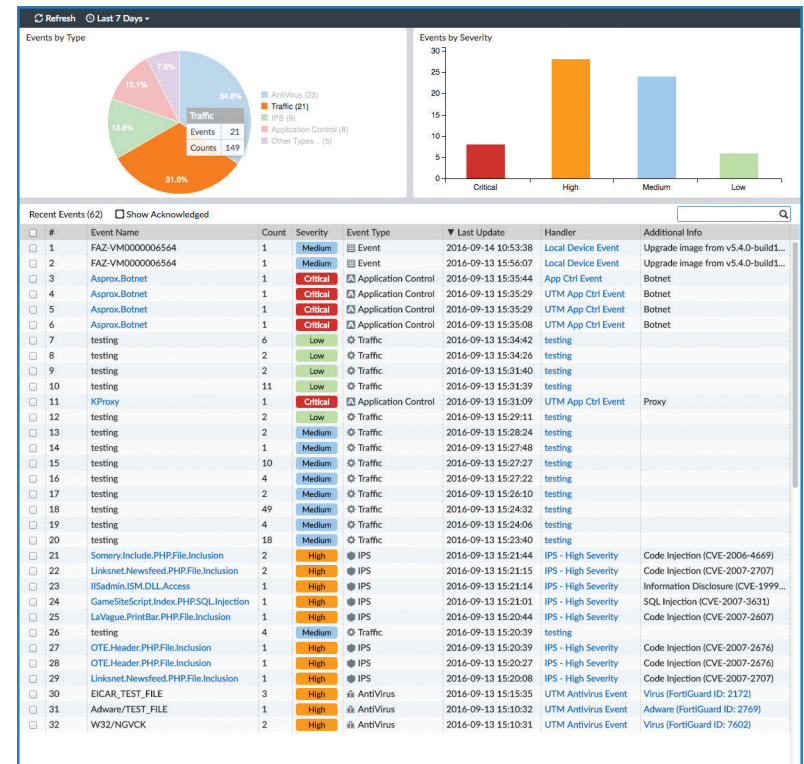 Refresh Last 7 Days
Events by Type
7.6%
12.1%
34.8%
13.6%
31.8%
Traffic
Events 21
Counts 149
AntiVirus (23)
Traffic (21)
IPS (9)
Application Control (8)
Other Types... (5)
Events by Severity
30
25
20
15
10
5
0
Critical High Medium Low
Recent Events (62) Show Acknowledged
# Event Name Count Severity Event Type ▼ Last Update Handler Additional Info
1 FAZ-VM0000006564 1 Medium Event 2016-09-14 10:53:38 Local Device Event Upgrade image from v5.4.0-build1...
2 FAZ-VM0000006564 1 Medium Event 2016-09-13 15:56:07 Local Device Event Upgrade image from v5.4.0-build1...
3 Asprox.Botnet 1 Critical Application Control 2016-09-13 15:35:44 App Ctrl Event Botnet
4 Asprox.Botnet 1 Critical Application Control 2016-09-13 15:35:29 UTM App Ctrl Event Botnet
5 Asprox.Botnet 1 Critical Application Control 2016-09-13 15:35:29 UTM App Ctrl Event Botnet
6 Asprox.Botnet 1 Critical Application Control 2016-09-13 15:35:08 UTM App Ctrl Event Botnet
7 testing 6 Low Traffic 2016-09-13 15:34:42 testing
8 testing 2 Low Traffic 2016-09-13 15:34:26 testing
9 testing 2 Low Traffic 2016-09-13 15:31:40 testing
10 testing 11 Low Traffic 2016-09-13 15:31:39 testing
11 KProxy 1 Critical Application Control 2016-09-13 15:31:09 UTM App Ctrl Event Proxy
12 testing 2 Low Traffic 2016-09-13 15:29:11 testing
13 testing 2 Medium Traffic 2016-09-13 15:28:24 testing
14 testing 1 Medium Traffic 2016-09-13 15:27:48 testing
15 testing 10 Medium Traffic 2016-09-13 15:27:27 testing
16 testing 4 Medium Traffic 2016-09-13 15:27:22 testing
17 testing 2 Medium Traffic 2016-09-13 15:26:10 testing
18 testing 49 Medium Traffic 2016-09-13 15:24:32 testing
19 testing 4 Medium Traffic 2016-09-13 15:24:06 testing
20 testing 18 Medium Traffic 2016-09-13 15:23:40 testing
21 Somery.Include.PHP.File.Inclusion 2 High IPS 2016-09-13 15:21:44 IPS - High Severity Code Injection (CVE-2006-4669)
22 Linksnet.Newsfeed.PHP.File.Inclusion 2 High IPS 2016-09-13 15:21:15 IPS - High Severity Code Injection (CVE-2007-2707)
23 IISadmin.ISM.DLL.Access 1 High IPS 2016-09-13 15:21:14 IPS - High Severity Information Disclosure (CVE-1999...
24 GameSiteScript.Index.PHP.SQL.Injection 1 High IPS 2016-09-13 15:21:01 IPS - High Severity SQL Injection (CVE-2007-3631)
25 LaVague.PrintBar.PHP.File.Inclusion 1 High IPS 2016-09-13 15:20:44 IPS - High Severity Code Injection (CVE-2007-2607)
26 testing 4 Medium Traffic 2016-09-13 15:20:39 testing
27 OTE.Header.PHP.File.Inclusion 1 High IPS 2016-09-13 15:20:39 IPS - High Severity Code Injection (CVE-2007-2676)
28 OTE.Header.PHP.File.Inclusion 1 High IPS 2016-09-13 15:20:27 IPS - High Severity Code Injection (CVE-2007-2676)
29 Linksnet.Newsfeed.PHP.File.Inclusion 1 High IPS 2016-09-13 15:20:08 IPS - High Severity Code Injection (CVE-2007-2707)
30 EICAR_TEST_FILE 3 High AntiVirus 2016-09-13 15:15:35 UTM Antivirus Event Virus (FortiGuard ID: 2172)
31 Adware/TEST_FILE 1 High AntiVirus 2016-09-13 15:10:32 UTM Antivirus Event Adware (FortiGuard ID: 2769)
32 W32/NGVCK 2 High AntiVirus 2016-09-13 15:10:31 UTM Antivirus Event Virus (FortiGuard ID: 7602)